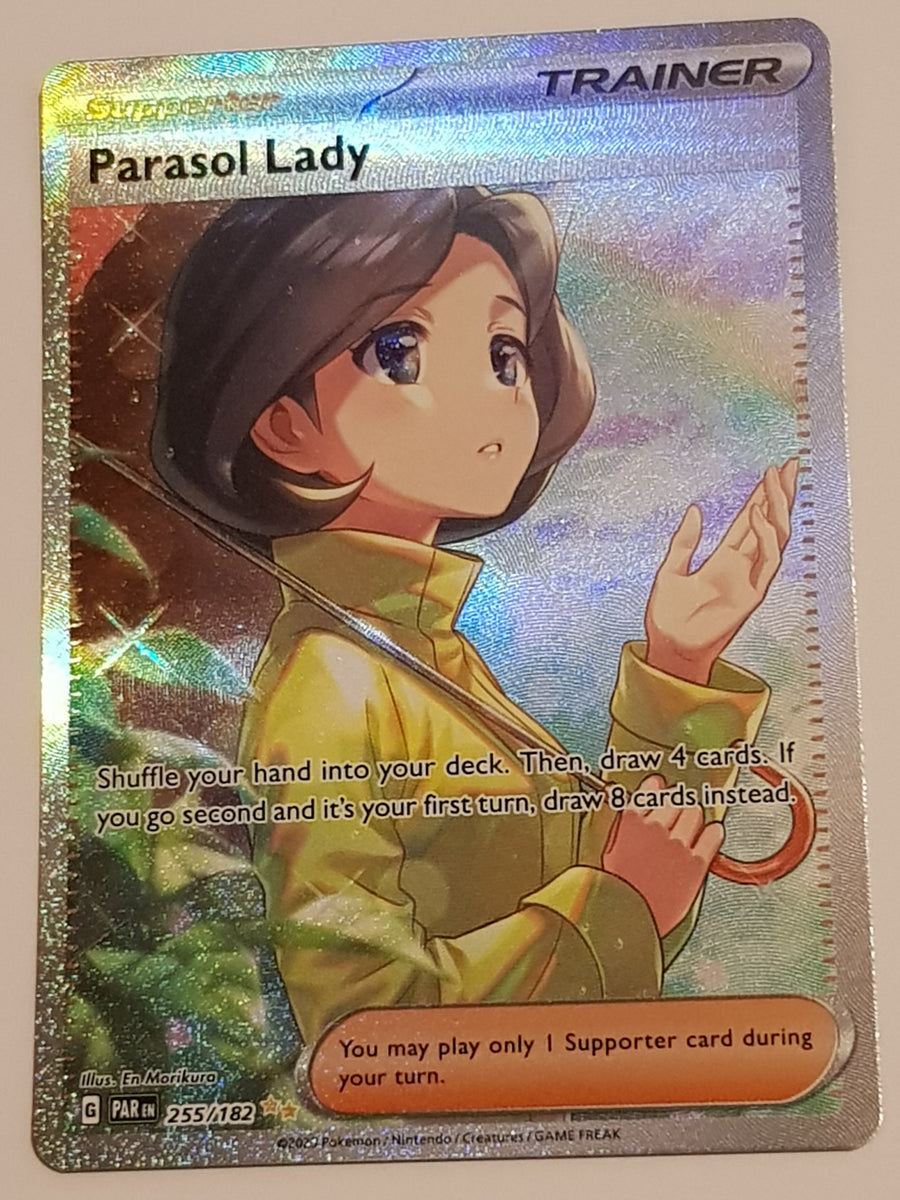 Supporter
TRAINER
Parasol Lady
Shuffle your hand into your deck. Then, draw 4 cards. If
you go second and it's your first turn, draw 8 cards instead.
You may play only 1 Supporter card during
your turn.
Illus. En Morikura
G PAR EN 255/182
Pokémon / Nintendo / Creatures / GAME FREAK